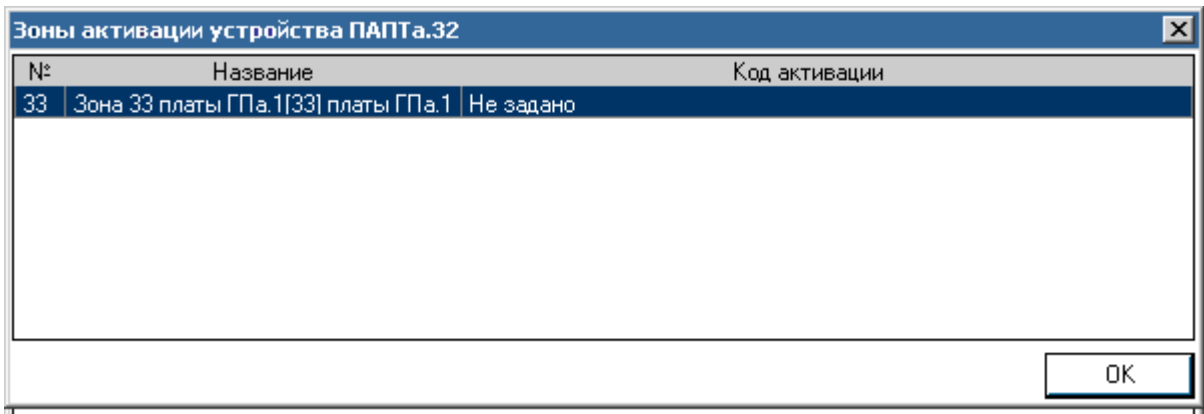 Зоны активации устройства ПАПТа.32
№ Название Код активации
33 Зона 33 платы ГПа.1[33] платы ГПа.1 Не задано
OK